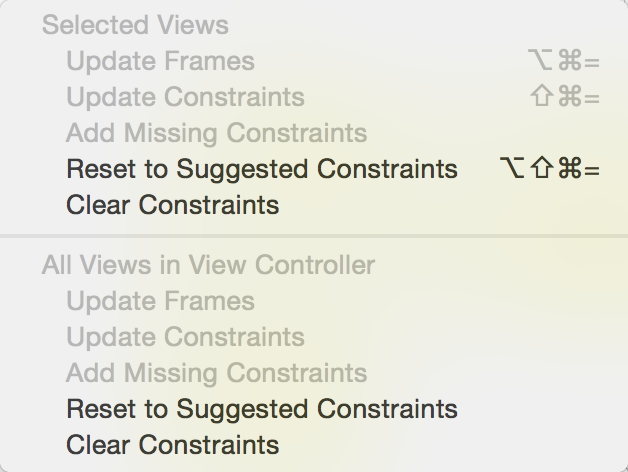 Selected Views
Update Frames ⌥⌘=
Update Constraints ⇧⌘=
Add Missing Constraints
Reset to Suggested Constraints ⌥⇧⌘=
Clear Constraints
All Views in View Controller
Update Frames
Update Constraints
Add Missing Constraints
Reset to Suggested Constraints
Clear Constraints